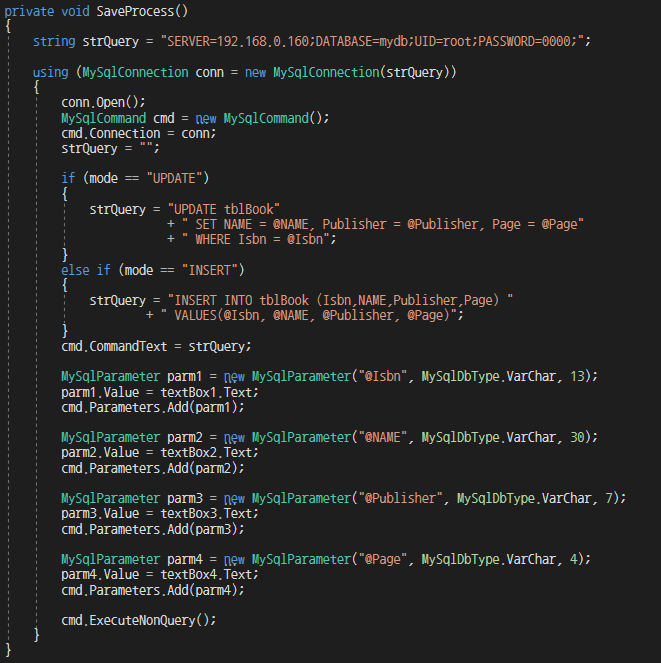 private void SaveProcess()
{
    string strQuery = "SERVER=192.168.0.160;DATABASE=mydb;UID=root;PASSWORD=0000;";

    using (MySqlConnection conn = new MySqlConnection(strQuery))
    {
        conn.Open();
        MySqlCommand cmd = new MySqlCommand();
        cmd.Connection = conn;
        strQuery = "";

        if (mode == "UPDATE")
        {
            strQuery = "UPDATE tblBook"
                       + " SET NAME = @NAME, Publisher = @Publisher, Page = @Page"
                       + " WHERE Isbn = @Isbn";
        }
        else if (mode == "INSERT")
        {
            strQuery = "INSERT INTO tblBook (Isbn,NAME,Publisher,Page) "
                    + " VALUES(@Isbn, @NAME, @Publisher, @Page)";
        }
        cmd.CommandText = strQuery;

        MySqlParameter parm1 = new MySqlParameter("@Isbn", MySqlDbType.VarChar, 13);
        parm1.Value = textBox1.Text;
        cmd.Parameters.Add(parm1);

        MySqlParameter parm2 = new MySqlParameter("@NAME", MySqlDbType.VarChar, 30);
        parm2.Value = textBox2.Text;
        cmd.Parameters.Add(parm2);

        MySqlParameter parm3 = new MySqlParameter("@Publisher", MySqlDbType.VarChar, 7);
        parm3.Value = textBox3.Text;
        cmd.Parameters.Add(parm3);

        MySqlParameter parm4 = new MySqlParameter("@Page", MySqlDbType.VarChar, 4);
        parm4.Value = textBox4.Text;
        cmd.Parameters.Add(parm4);

        cmd.ExecuteNonQuery();
    }
}